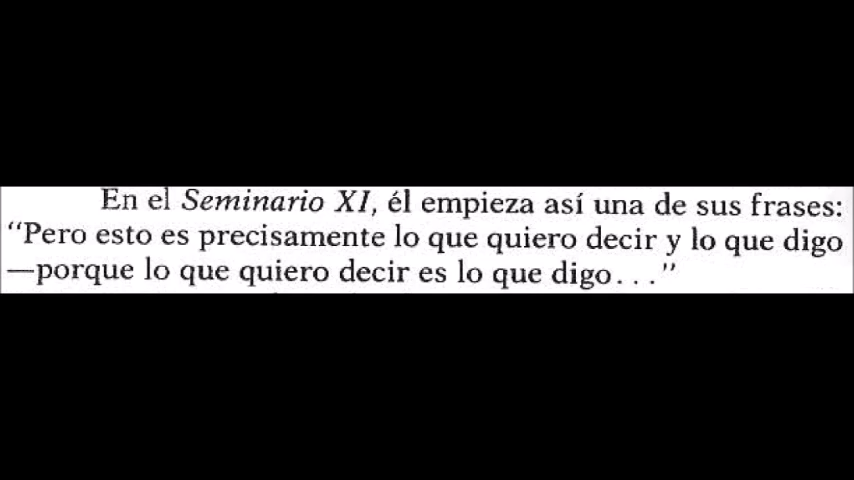 En el Seminario XI, él empieza así una de sus frases:
“Pero esto es precisamente lo que quiero decir y lo que digo
—porque lo que quiero decir es lo que digo. . .”